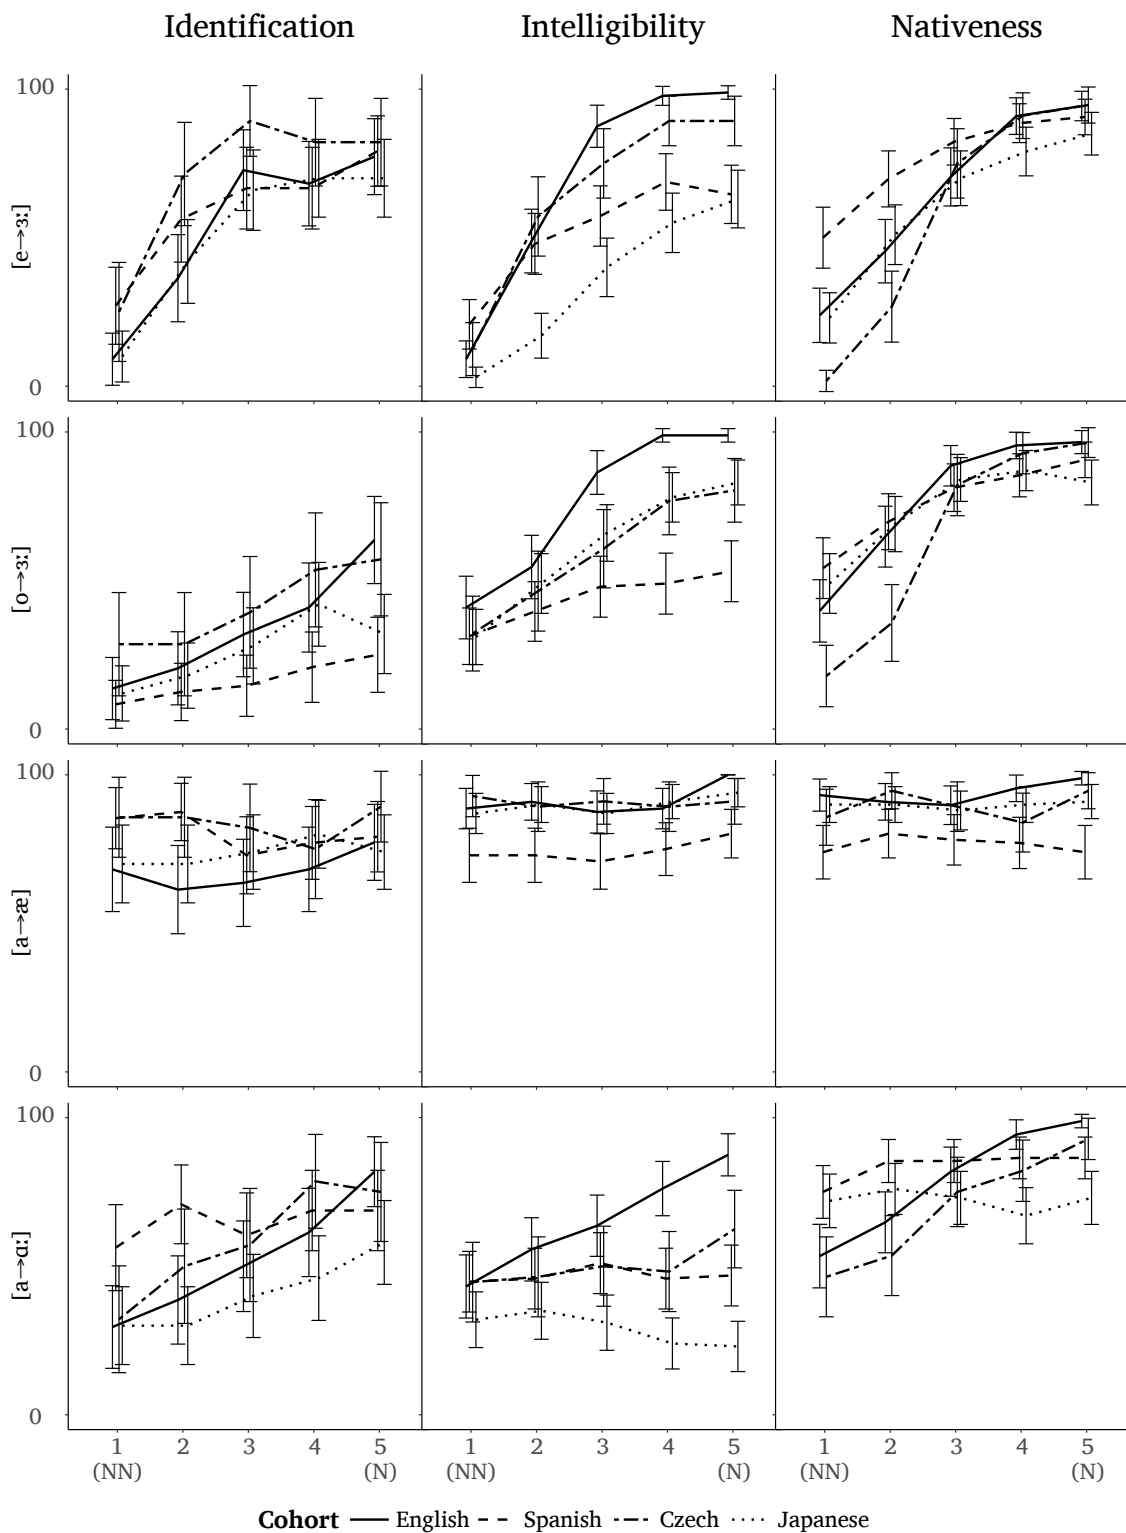 Identification Intelligibility Nativeness
100
[e→ɜː]
0
100
[o→ɜː]
0
100
[a→æ]
0
100
[a→ɑː]
0
1 2 3 4 5 1 2 3 4 5 1 2 3 4 5
(NN) (N) (NN) (N) (NN) (N)
Cohort English Spanish Czech Japanese